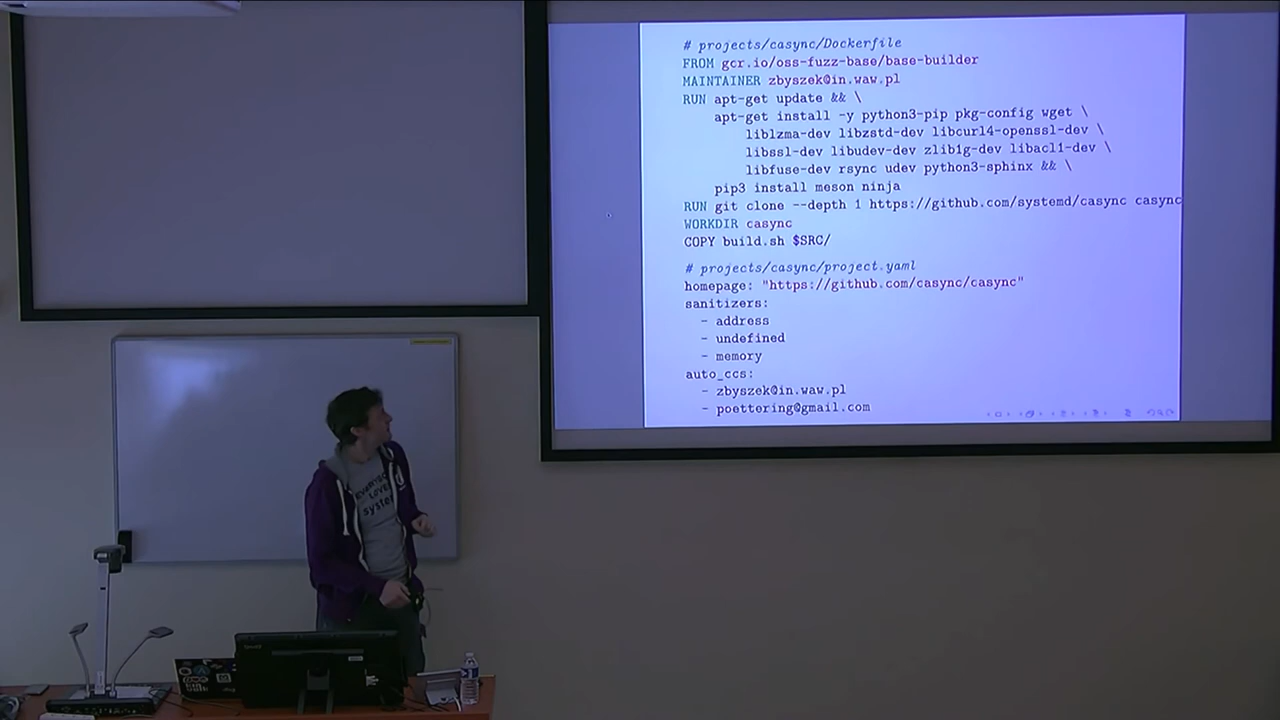 # projects/casync/Dockerfile
FROM gcr.io/oss-fuzz-base/base-builder
MAINTAINER zbyszek@in.waw.pl
RUN apt-get update && \
apt-get install -y python3-pip pkg-config wget \
liblzma-dev libzstd-dev libcurl4-openssl-dev \
libssl-dev libudev-dev zlib1g-dev libacl1-dev \
libfuse-dev rsync udev python3-sphinx && \
pip3 install meson ninja
RUN git clone --depth 1 https://github.com/systemd/casync casync
WORKDIR casync
COPY build.sh $SRC/
# projects/casync/project.yaml
homepage: "https://github.com/casync/casync"
sanitizers:
- address
- undefined
- memory
auto_ccs:
- zbyszek@in.waw.pl
- poettering@gmail.com